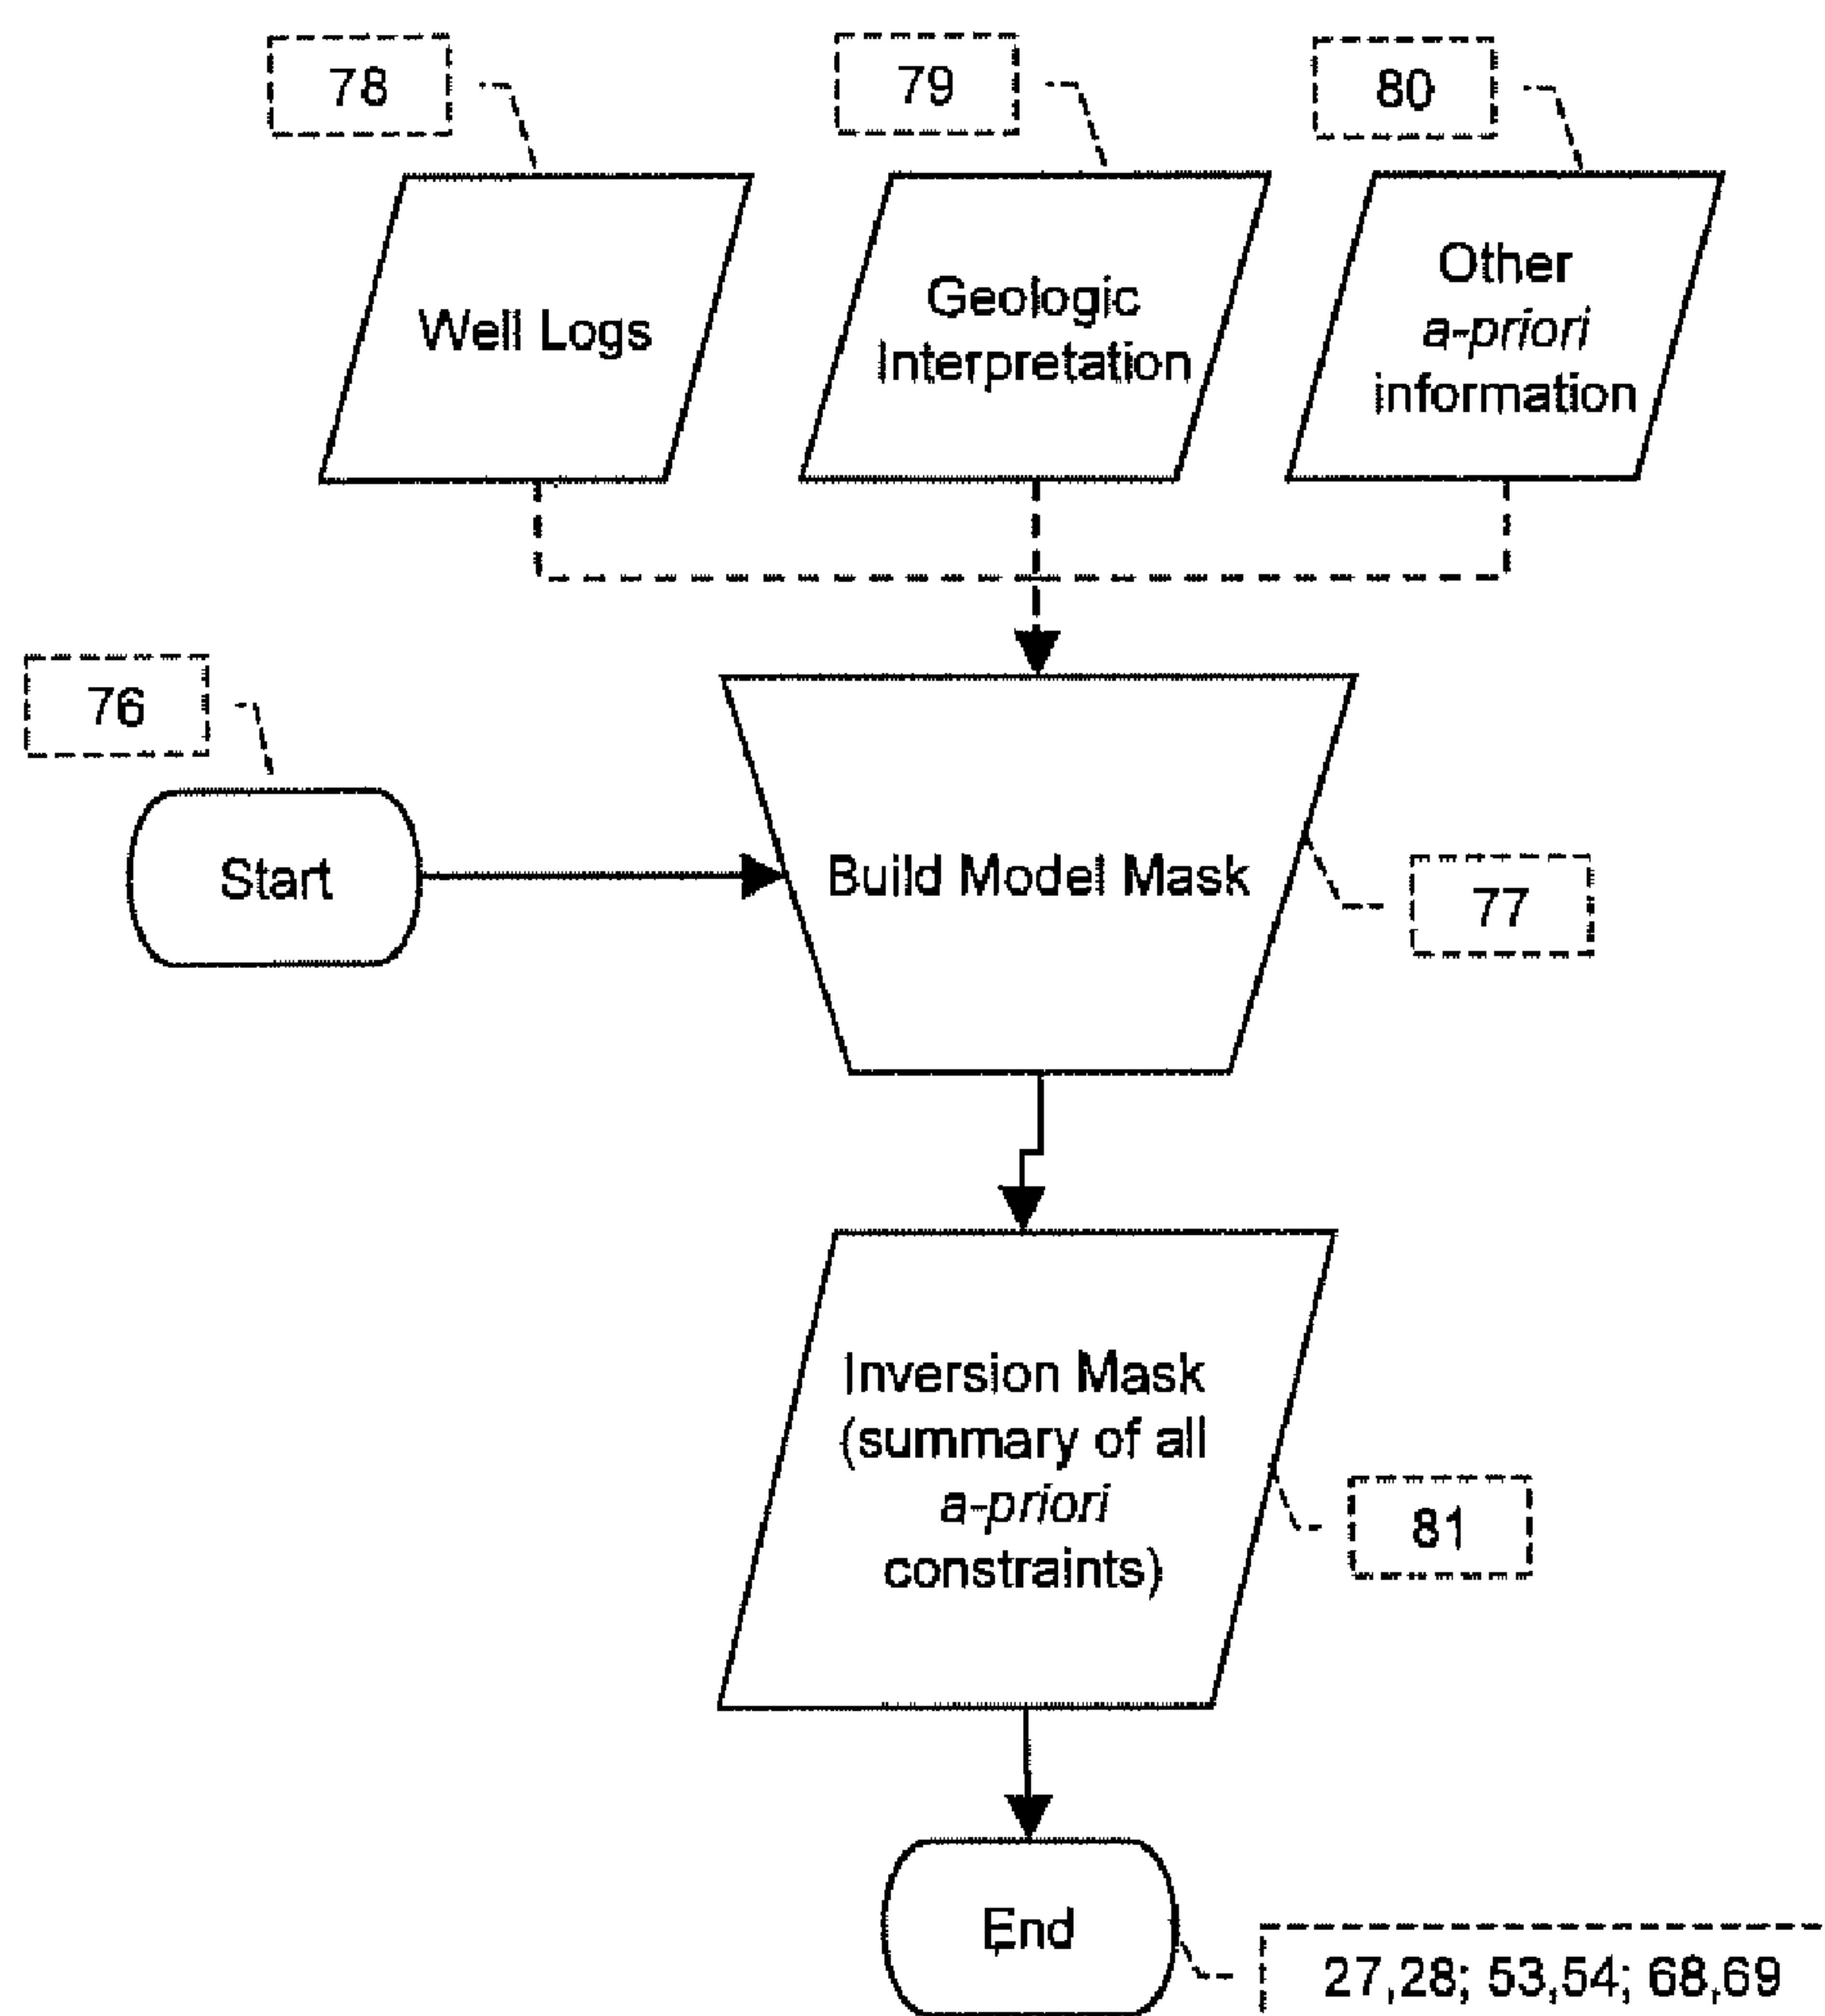 78
79
80
Well Logs
Geologic
Interpretation
Other
a-priori
information
76
Start
Build Model Mask
77
Inversion Mask
(summary of all
a-priori
constraints)
81
End
27,28; 53,54; 68,69